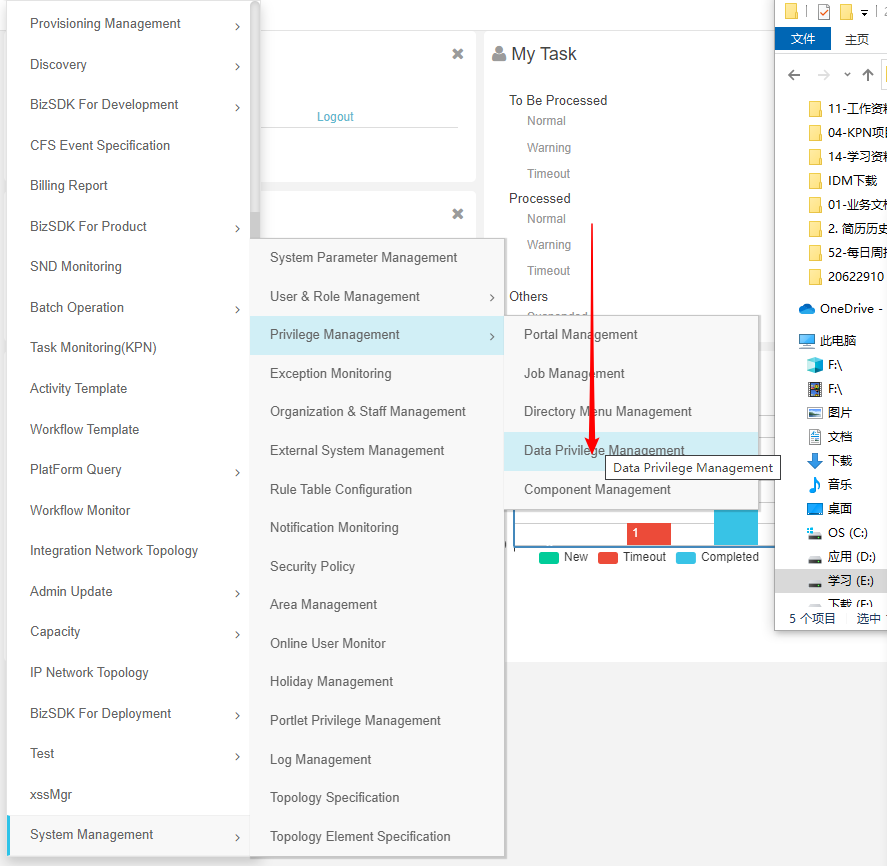 Provisioning Management
Discovery
BizSDK For Development
CFS Event Specification
Billing Report
BizSDK For Product
SND Monitoring
Batch Operation
Task Monitoring(KPN)
Activity Template
Workflow Template
PlatForm Query
Workflow Monitor
Integration Network Topology
Admin Update
Capacity
IP Network Topology
BizSDK For Deployment
Test
xssMgr
System Management
Logout
System Parameter Management
User & Role Management
Privilege Management
Exception Monitoring
Organization & Staff Management
External System Management
Rule Table Configuration
Notification Monitoring
Security Policy
Area Management
Online User Monitor
Holiday Management
Portlet Privilege Management
Log Management
Topology Specification
Topology Element Specification
My Task
To Be Processed
Normal
Warning
Timeout
Processed
Normal
Warning
Timeout
Others
Suspended
Portal Management
Job Management
Directory Menu Management
Data Privilege Management
Data Privilege Management
Component Management
1
New
Timeout
Completed
文件
主页
11-工作资料
04-KPN项目
14-学习资料
IDM下载
01-业务文档
2. 简历历史
52-每日周报
20622910
OneDrive -
此电脑
F:\
F:\
图片
文档
下载
音乐
桌面
OS (C:)
应用 (D:)
学习 (E:)
下载 (F:)
5 个项目
选中